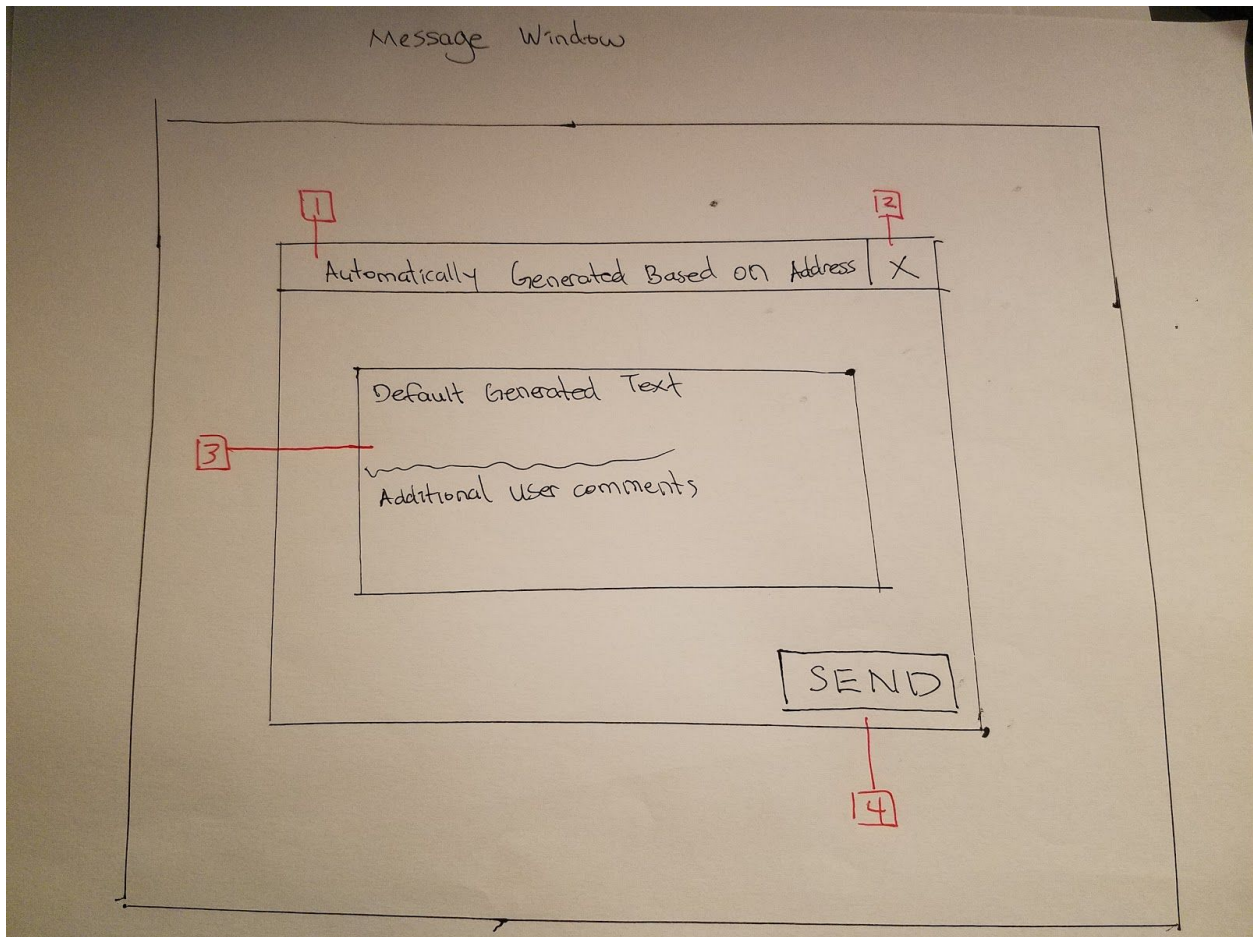 Message Window
1
2
Automatically Generated Based on Address X
Default Generated Text
3
Additional user comments
SEND
4